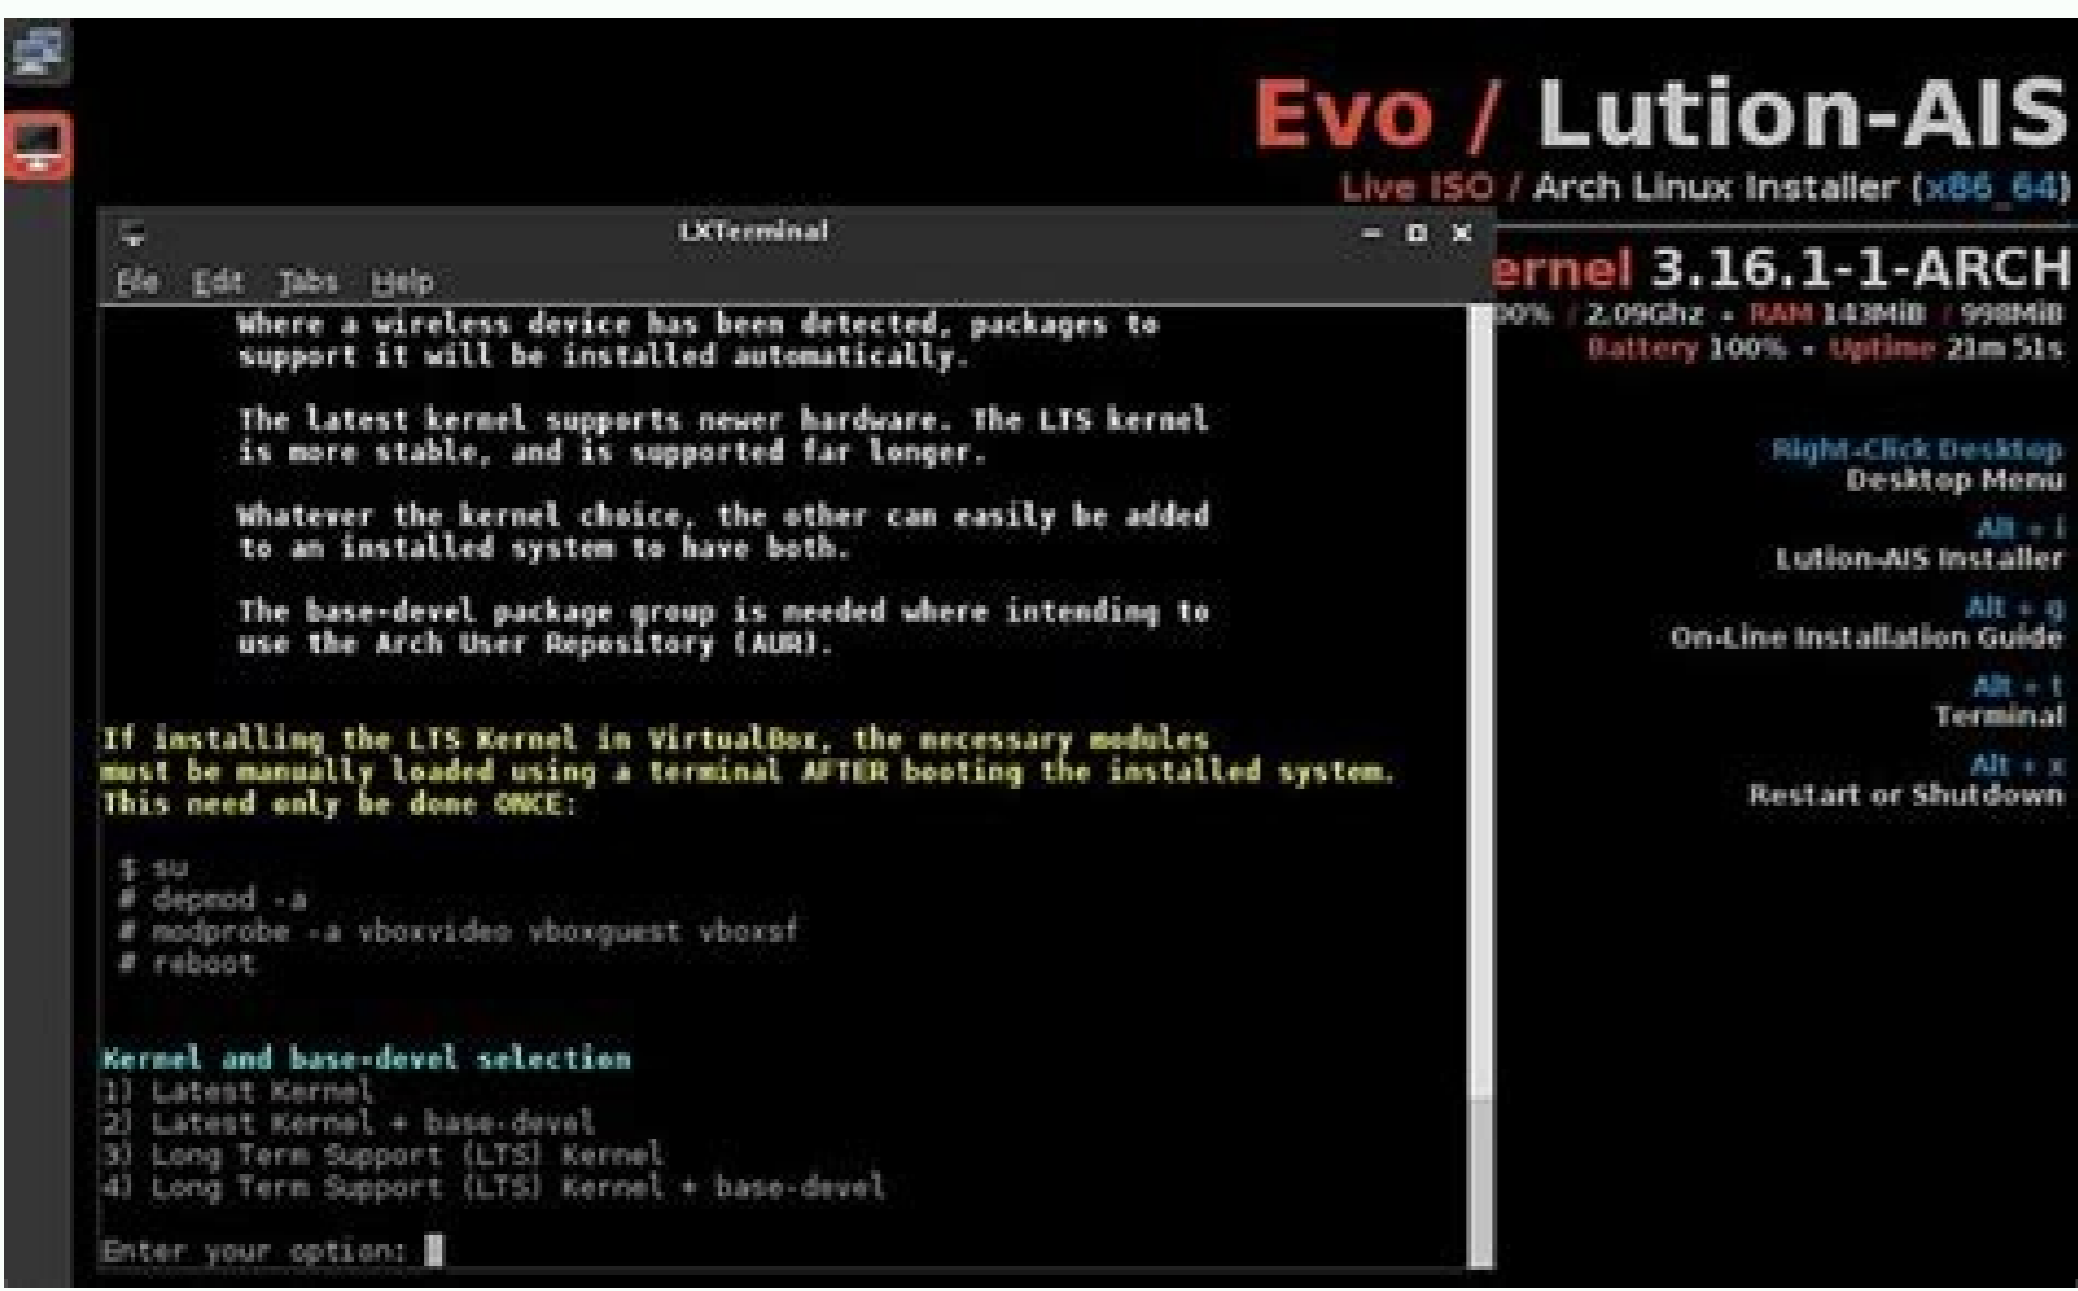 Evo / Lution-AIS
Live ISO / Arch Linux Installer (x86_64)
ernel 3.16.1-1-ARCH
00% / 2.09Ghz • RAM 143MiB / 998MiB
Battery 100% • Uptime 21m 51s
Right-Click Desktop
Desktop Menu
Alt + i
Lution-AIS Installer
Alt + g
On-Line Installation Guide
Alt + t
Terminal
Alt + x
Restart or Shutdown
LXTerminal
File Edit Tabs Help
Where a wireless device has been detected, packages to
support it will be installed automatically.
The latest kernel supports newer hardware. The LTS kernel
is more stable, and is supported far longer.
Whatever the kernel choice, the other can easily be added
to an installed system to have both.
The base-devel package group is needed where intending to
use the Arch User Repository (AUR).
If installing the LTS Kernel in VirtualBox, the necessary modules
must be manually loaded using a terminal AFTER booting the installed system.
This need only be done ONCE:
$ su
# depmod -a
# modprobe -a vboxvideo vboxguest vboxsf
# reboot
Kernel and base-devel selection
1) Latest Kernel
2) Latest Kernel + base-devel
3) Long Term Support (LTS) Kernel
4) Long Term Support (LTS) Kernel + base-devel
Enter your option: